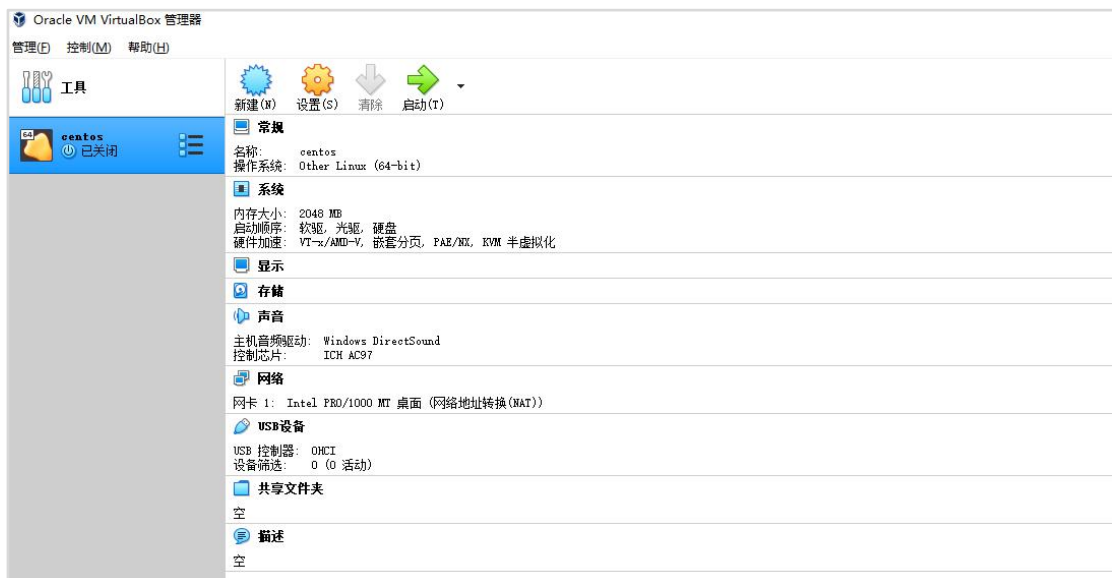 Oracle VM VirtualBox 管理器
管理(F) 控制(M) 帮助(H)
工具
新建(N) 设置(S) 清除 启动(T)
64
centos
已关闭
常规
名称: centos
操作系统: Other Linux (64-bit)
系统
内存大小: 2048 MB
启动顺序: 软驱, 光驱, 硬盘
硬件加速: VT-x/AMD-V, 嵌套分页, PAE/NX, KVM 半虚拟化
显示
存储
声音
主机音频驱动: Windows DirectSound
控制芯片: ICH AC97
网络
网卡 1: Intel PRO/1000 MT 桌面 (网络地址转换(NAT))
USB设备
USB 控制器: OHCI
设备筛选: 0 (0 活动)
共享文件夹
空
描述
空